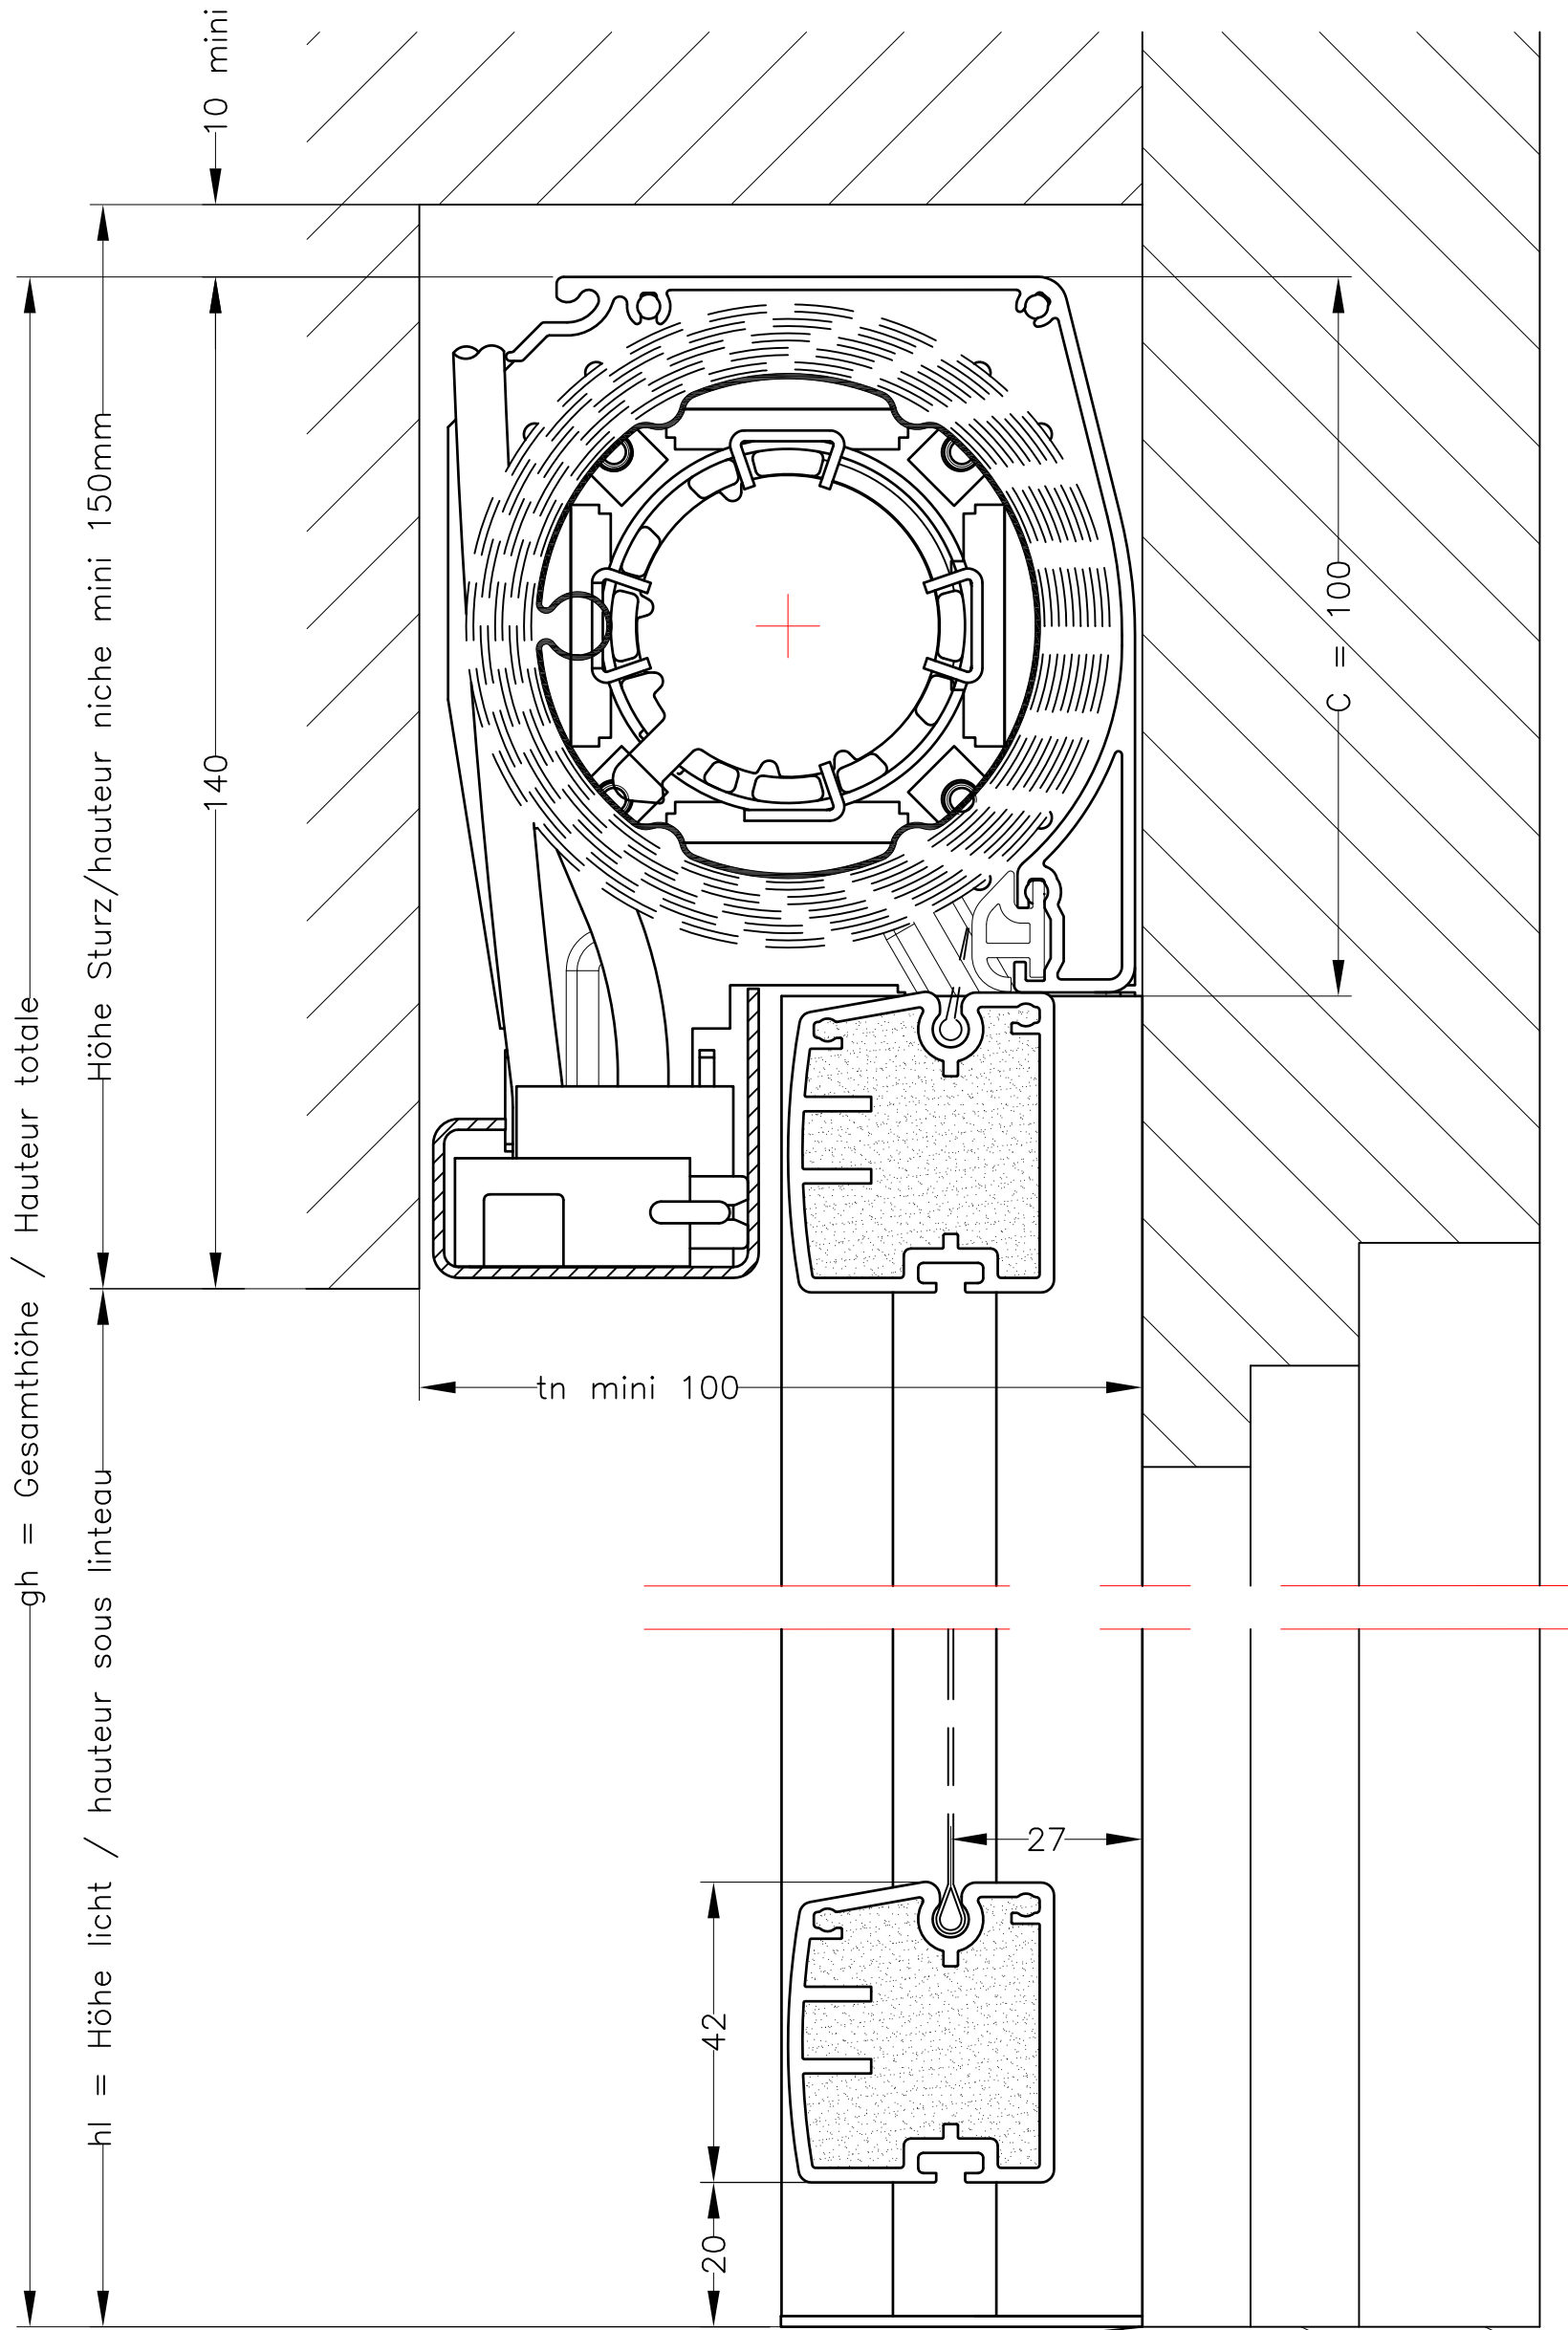 10 mini
Höhe Sturz/hauteur niche mini 150mm
140
C = 100
gh = Gesamthöhe / Hauteur totale
tn mini 100
hl = Höhe licht / hauteur sous linteau
27
42
20